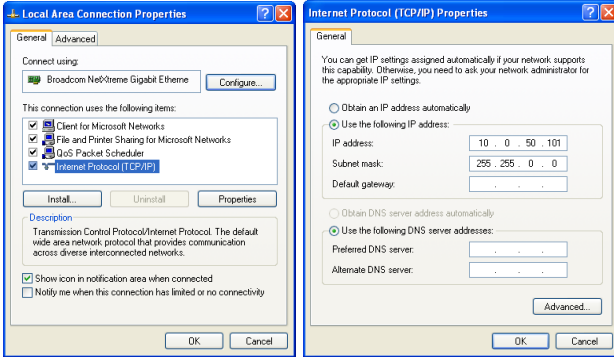 Local Area Connection Properties
General
Advanced
Connect using:
Broadcom NetXtreme Gigabit Etherne
Configure...
This connection uses the following items:
Client for Microsoft Networks
File and Printer Sharing for Microsoft Networks
QoS Packet Scheduler
Internet Protocol (TCP/IP)
Install...
Uninstall
Properties
Description
Transmission Control Protocol/Internet Protocol. The default
wide area network protocol that provides communication
across diverse interconnected networks.
Show icon in notification area when connected
Notify me when this connection has limited or no connectivity
OK
Cancel
Internet Protocol (TCP/IP) Properties
General
You can get IP settings assigned automatically if your network supports
this capability. Otherwise, you need to ask your network administrator for
the appropriate IP settings.
Obtain an IP address automatically
Use the following IP address:
IP address:
10 . 0 . 50 . 101
Subnet mask:
255 . 255 . 0 . 0
Default gateway:
. . .
Obtain DNS server address automatically
Use the following DNS server addresses:
Preferred DNS server:
. . .
Alternate DNS server:
. . .
Advanced...
OK
Cancel